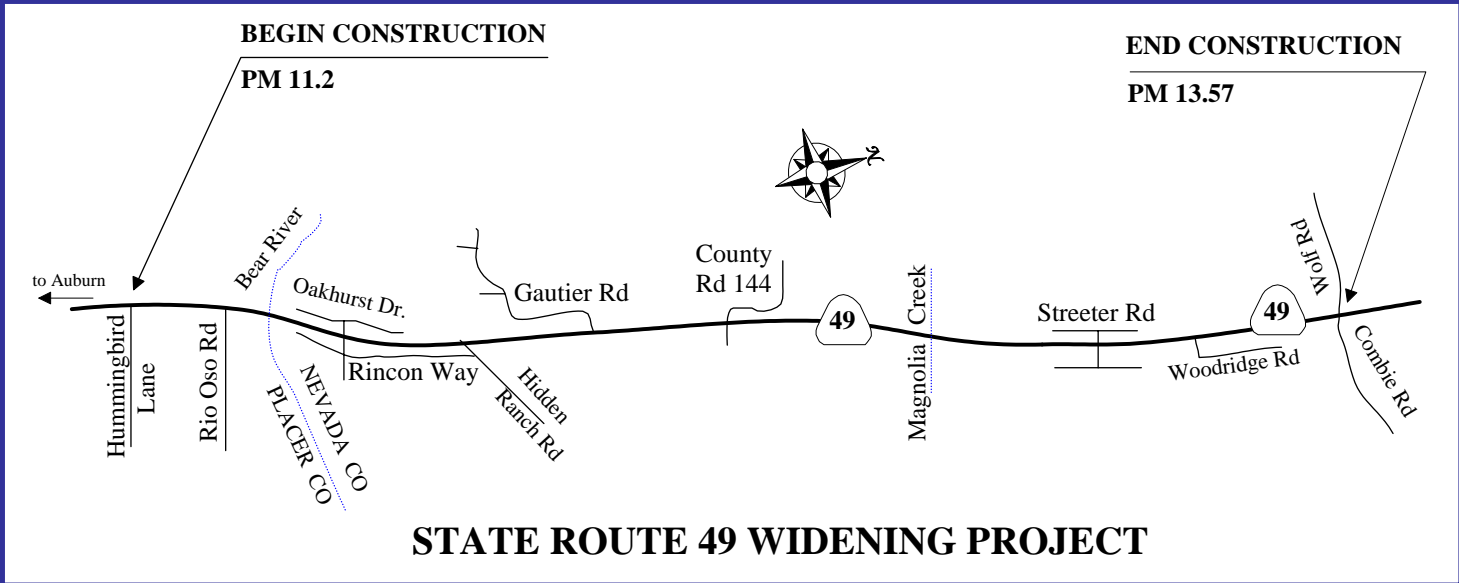 BEGIN CONSTRUCTION
PM 11.2
END CONSTRUCTION
PM 13.57
N
to Auburn
Bear River
Oakhurst Dr.
Gautier Rd
County
Rd 144
49
Magnolia Creek
Streeter Rd
49
Wolf Rd
Hummingbird
Lane
Rio Oso Rd
NEVADA CO
PLACER CO
Rincon Way
Hidden
Ranch Rd
Woodridge Rd
Combie Rd
STATE ROUTE 49 WIDENING PROJECT